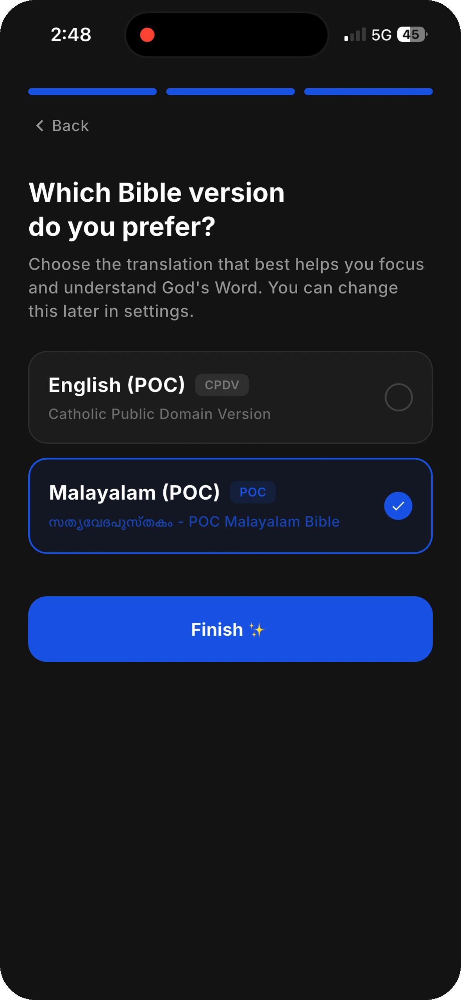 2:48 5G 45
Back
Which Bible version
do you prefer?
Choose the translation that best helps you focus
and understand God's Word. You can change
this later in settings.
English (POC) CPDV
Catholic Public Domain Version
Malayalam (POC) POC
സത്യവേദപുസ്തകം - POC Malayalam Bible
Finish ✨